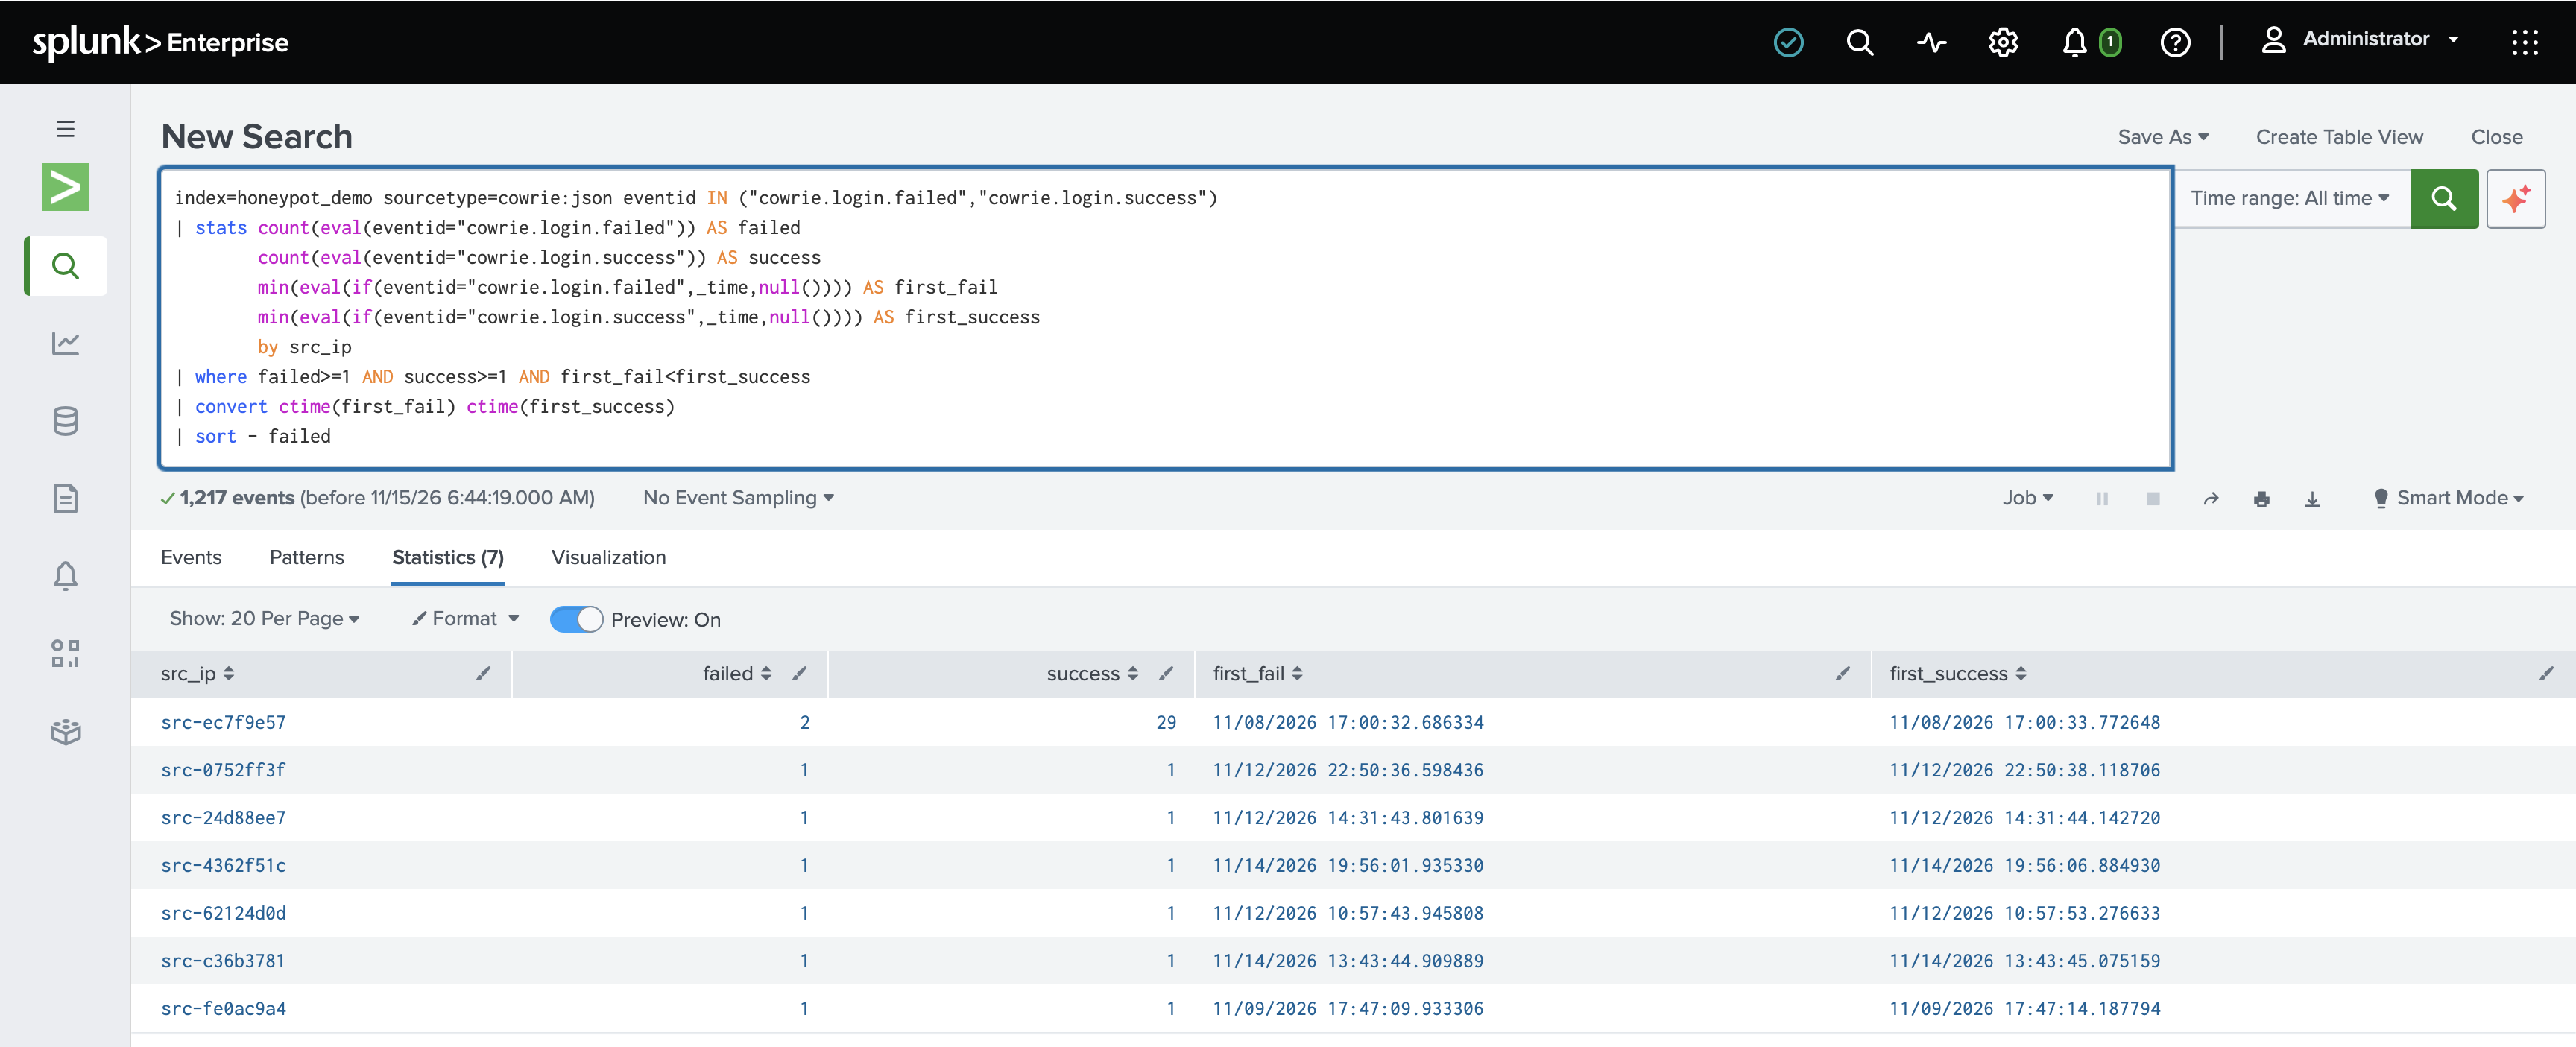 splunk> Enterprise
1
Administrator
New Search
Save As
Create Table View
Close
index=honeypot_demo sourcetype=cowrie:json eventid IN ("cowrie.login.failed","cowrie.login.success")
| stats count(eval(eventid="cowrie.login.failed")) AS failed
count(eval(eventid="cowrie.login.success")) AS success
min(eval(if(eventid="cowrie.login.failed",_time,null()))) AS first_fail
min(eval(if(eventid="cowrie.login.success",_time,null()))) AS first_success
by src_ip
| where failed>=1 AND success>=1 AND first_fail<first_success
| convert ctime(first_fail) ctime(first_success)
| sort - failed
Time range: All time
1,217 events (before 11/15/26 6:44:19.000 AM)
No Event Sampling
Job
Smart Mode
Events
Patterns
Statistics (7)
Visualization
Show: 20 Per Page
Format
Preview: On
src_ip failed success first_fail first_success
src-ec7f9e57 2 29 11/08/2026 17:00:32.686334 11/08/2026 17:00:33.772648
src-0752ff3f 1 1 11/12/2026 22:50:36.598436 11/12/2026 22:50:38.118706
src-24d88ee7 1 1 11/12/2026 14:31:43.801639 11/12/2026 14:31:44.142720
src-4362f51c 1 1 11/14/2026 19:56:01.935330 11/14/2026 19:56:06.884930
src-62124d0d 1 1 11/12/2026 10:57:43.945808 11/12/2026 10:57:53.276633
src-c36b3781 1 1 11/14/2026 13:43:44.909889 11/14/2026 13:43:45.075159
src-fe0ac9a4 1 1 11/09/2026 17:47:09.933306 11/09/2026 17:47:14.187794